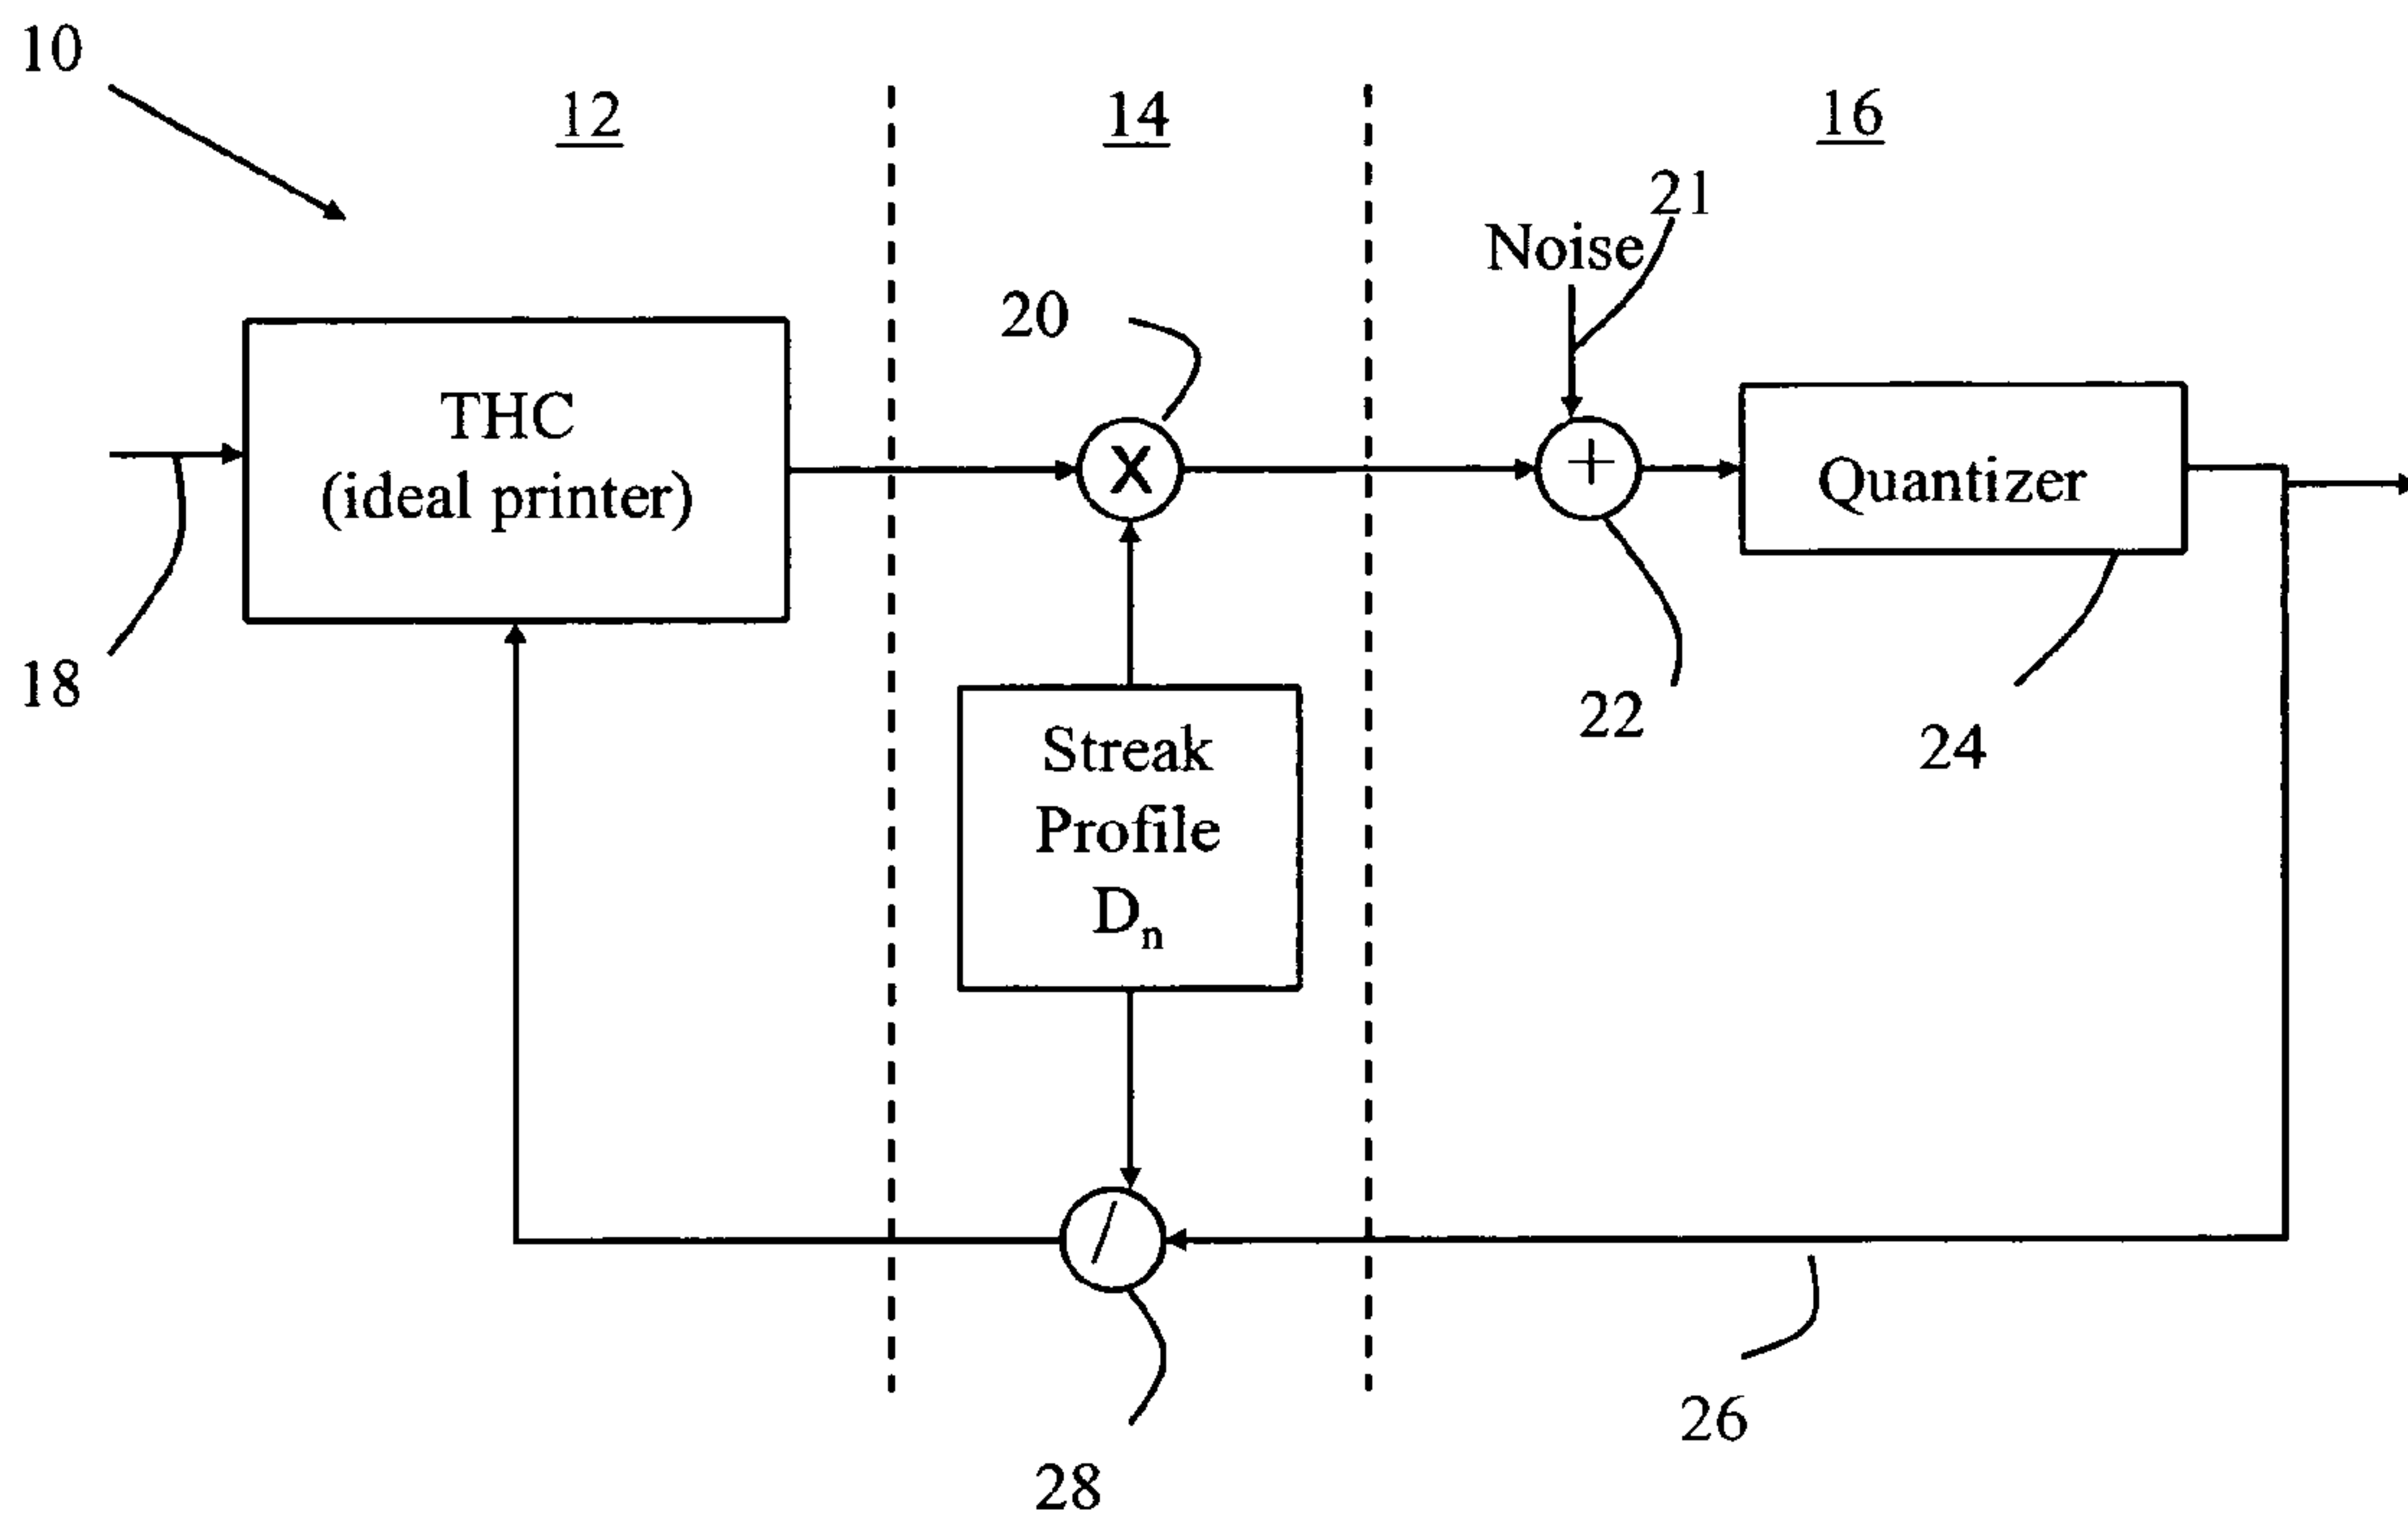 10
12
14
16
21
Noise
20
THC
(ideal printer)
X
+
Quantizer
18
22
24
Streak
Profile
Dn
/
26
28